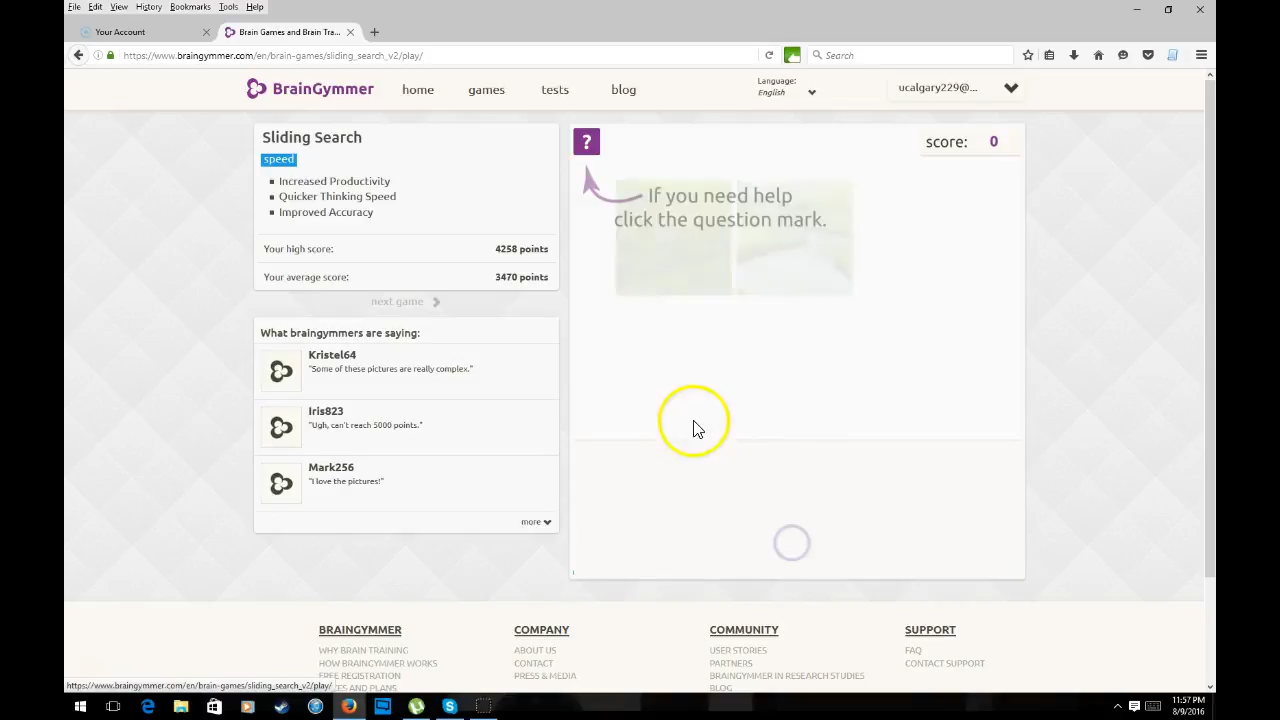 File Edit View History Bookmarks Tools Help
Your Account
Brain Games and Brain Tra...
https://www.braingymmer.com/en/brain-games/sliding_search_v2/play/
Search
BrainGymmer
home games tests blog
Language:
English
ucalgary229@...
Sliding Search
speed
Increased Productivity
Quicker Thinking Speed
Improved Accuracy
Your high score: 4258 points
Your average score: 3470 points
next game
What braingymmers are saying:
Kristel64
"Some of these pictures are really complex."
Iris823
"Ugh, can't reach 5000 points."
Mark256
"I love the pictures!"
more
?
score: 0
If you need help
click the question mark.
BRAINGYMMER COMPANY COMMUNITY SUPPORT
WHY BRAIN TRAINING ABOUT US USER STORIES FAQ
HOW BRAINGYMMER WORKS CONTACT PARTNERS CONTACT SUPPORT
FREE REGISTRATION PRESS & MEDIA BRAINGYMMER IN RESEARCH STUDIES
BLOG
https://www.braingymmer.com/en/brain-games/sliding_search_v2/play/
11:57 PM
8/9/2016